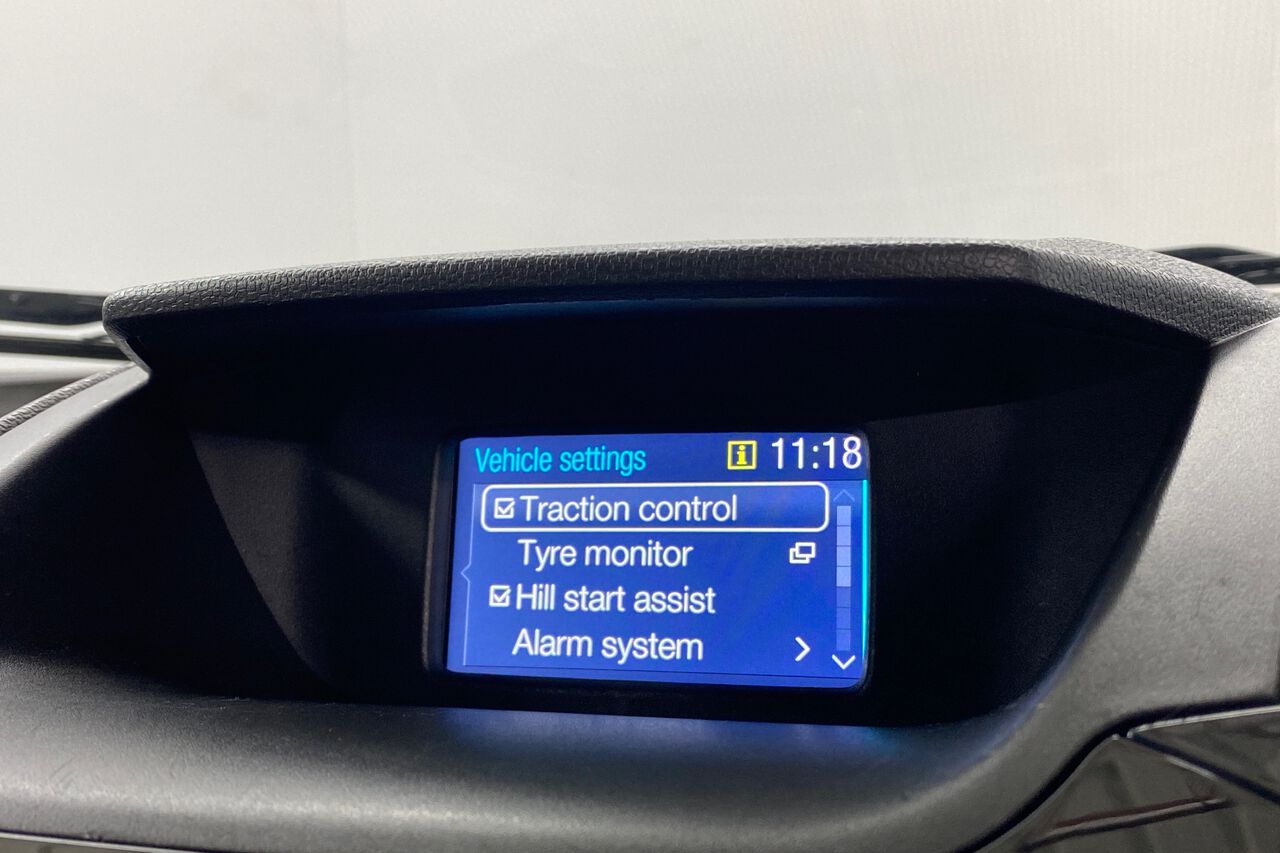 Vehicle settings 11:18
Traction control
Tyre monitor
Hill start assist
Alarm system